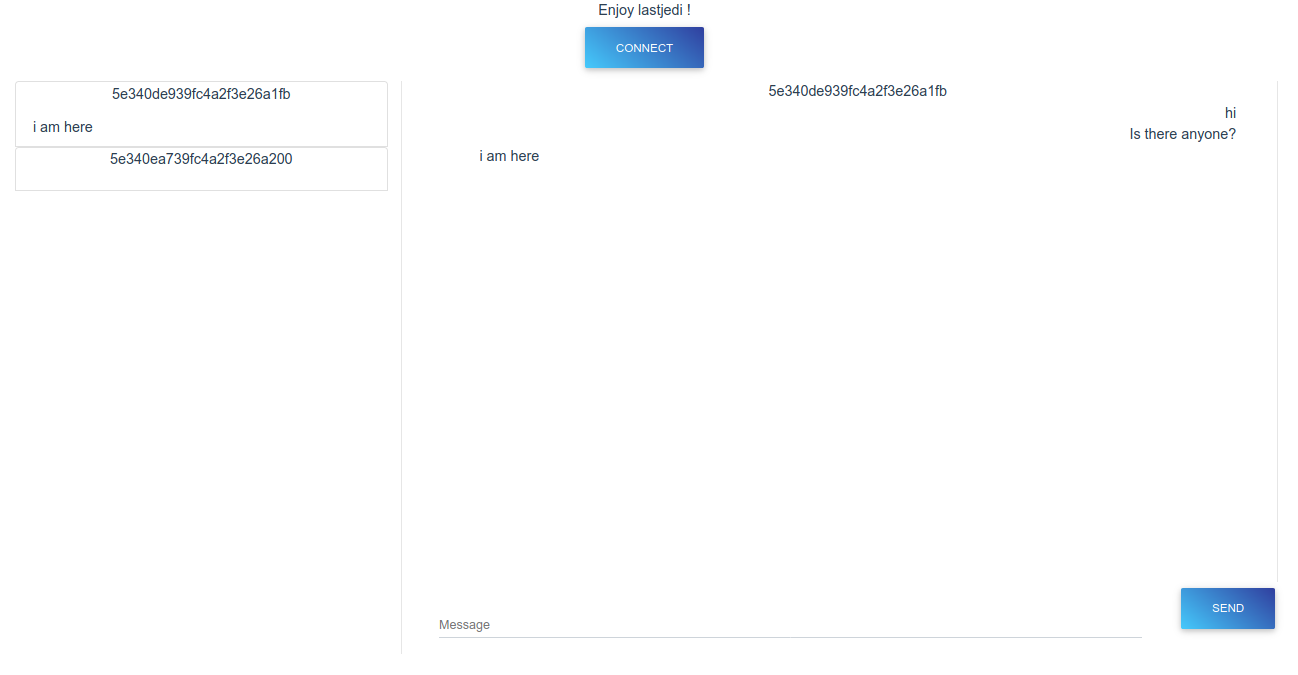 Enjoy lastjedi !
CONNECT
5e340de939fc4a2f3e26a1fb
i am here
5e340ea739fc4a2f3e26a200
5e340de939fc4a2f3e26a1fb
hi
Is there anyone?
i am here
Message
SEND